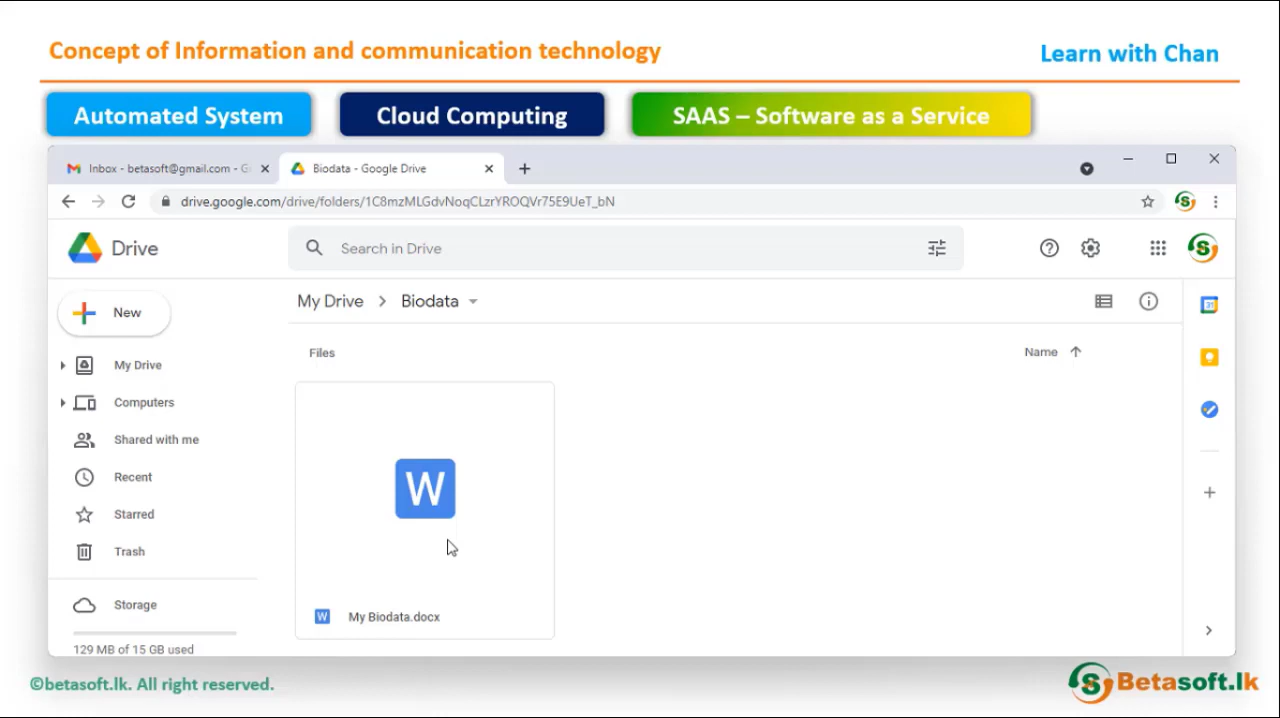 Concept of Information and communication technology
Learn with Chan
Automated System
Cloud Computing
SAAS – Software as a Service
Inbox - betasoft@gmail.com - G
Biodata - Google Drive
drive.google.com/drive/folders/1C8mzMLGdvNoqCLzrYROQVr75E9UeT_bN
Drive
Search in Drive
New
My Drive > Biodata
Files
Name
My Drive
Computers
Shared with me
Recent
Starred
Trash
Storage
129 MB of 15 GB used
W
W My Biodata.docx
31
©betasoft.lk. All right reserved.
S Betasoft.lk